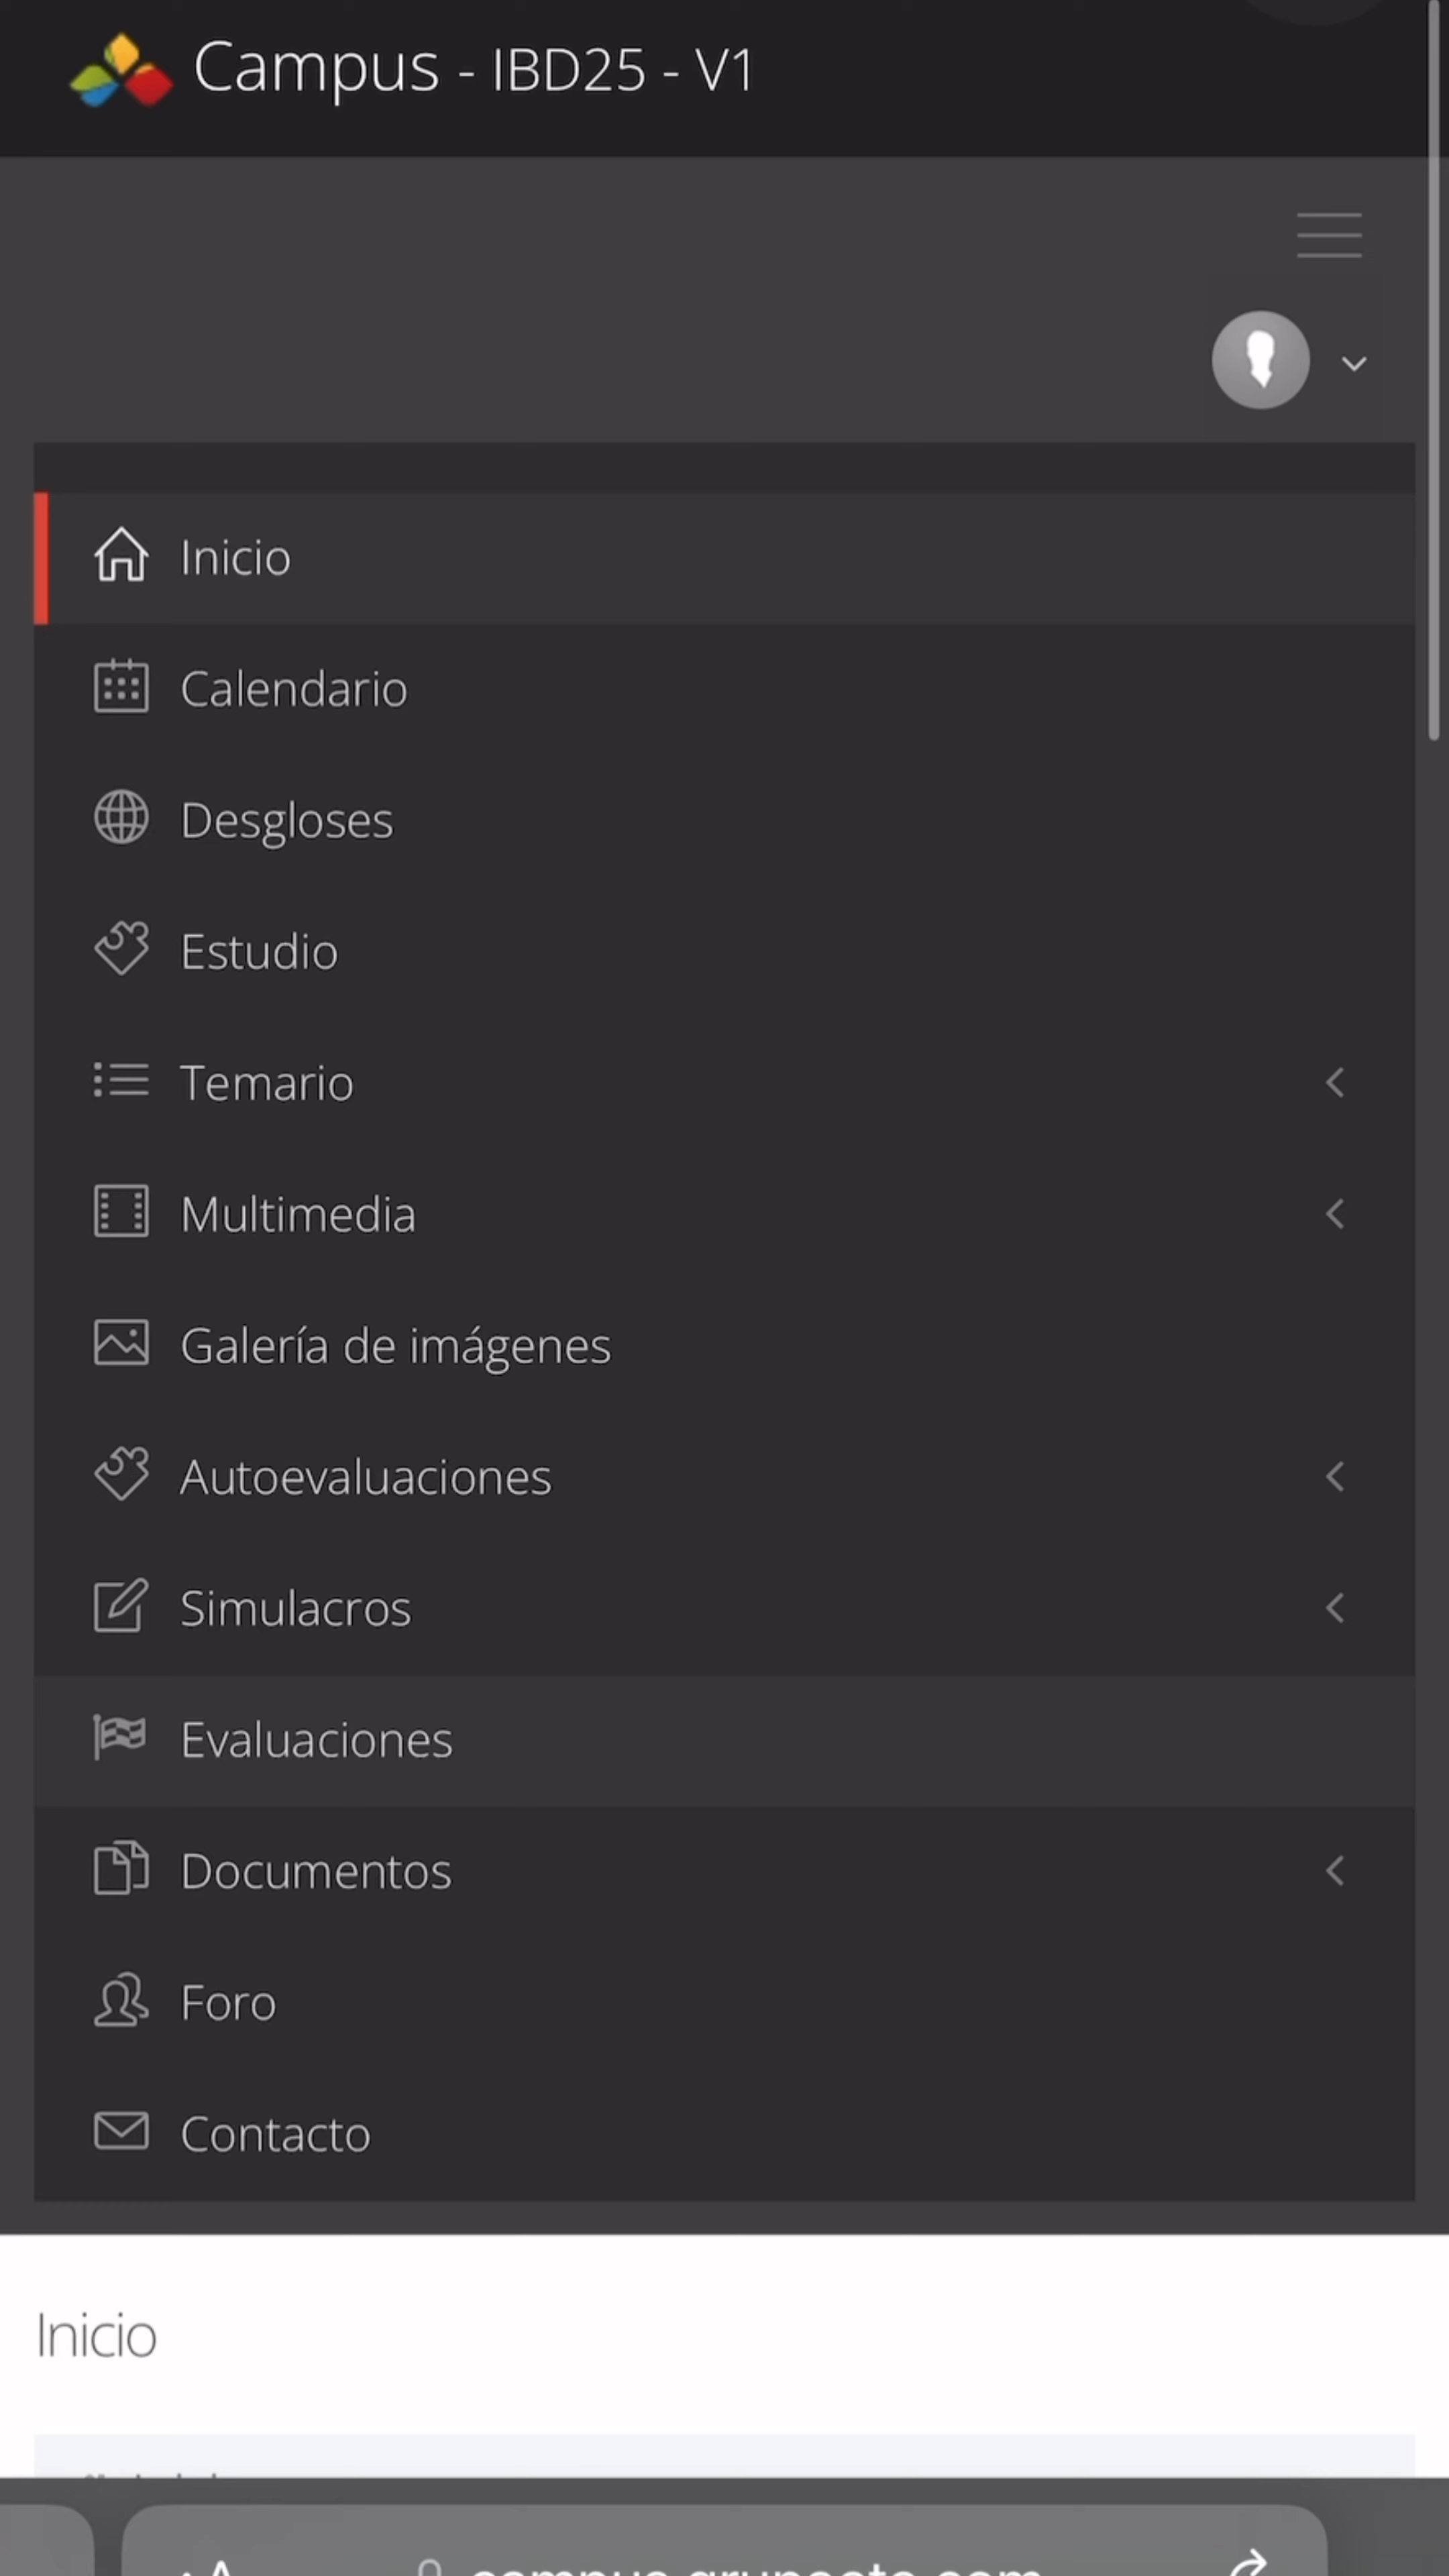 Campus - IBD25 - V1
Inicio
Calendario
Desgloses
Estudio
Temario
Multimedia
Galería de imágenes
Autoevaluaciones
Simulacros
Evaluaciones
Documentos
Foro
Contacto
Inicio